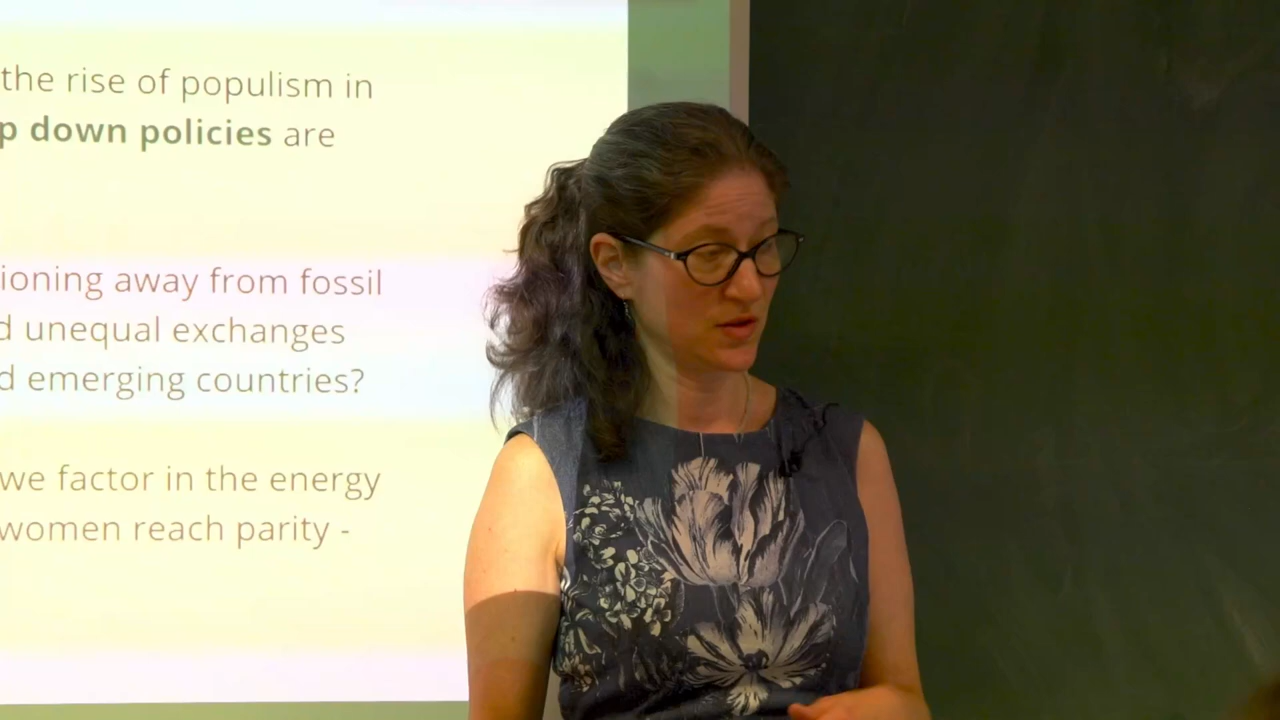 the rise of populism in
p down policies are
ioning away from fossil
d unequal exchanges
d emerging countries?
we factor in the energy
women reach parity -